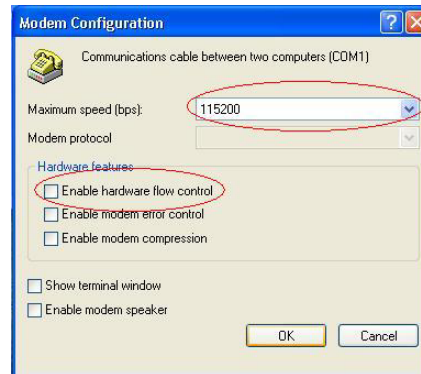 Modem Configuration
Communications cable between two computers (COM1)
Maximum speed (bps): 115200
Modem protocol
Hardware features
Enable hardware flow control
Enable modem error control
Enable modem compression
Show terminal window
Enable modem speaker
OK Cancel